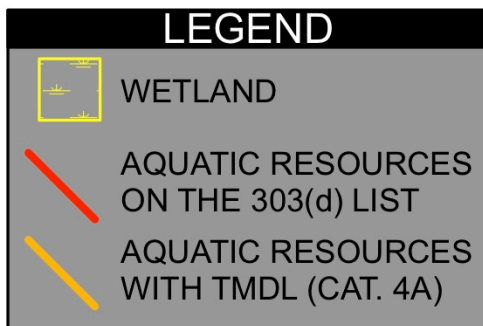 LEGEND
WETLAND
AQUATIC RESOURCES
ON THE 303(d) LIST
AQUATIC RESOURCES
WITH TMDL (CAT. 4A)